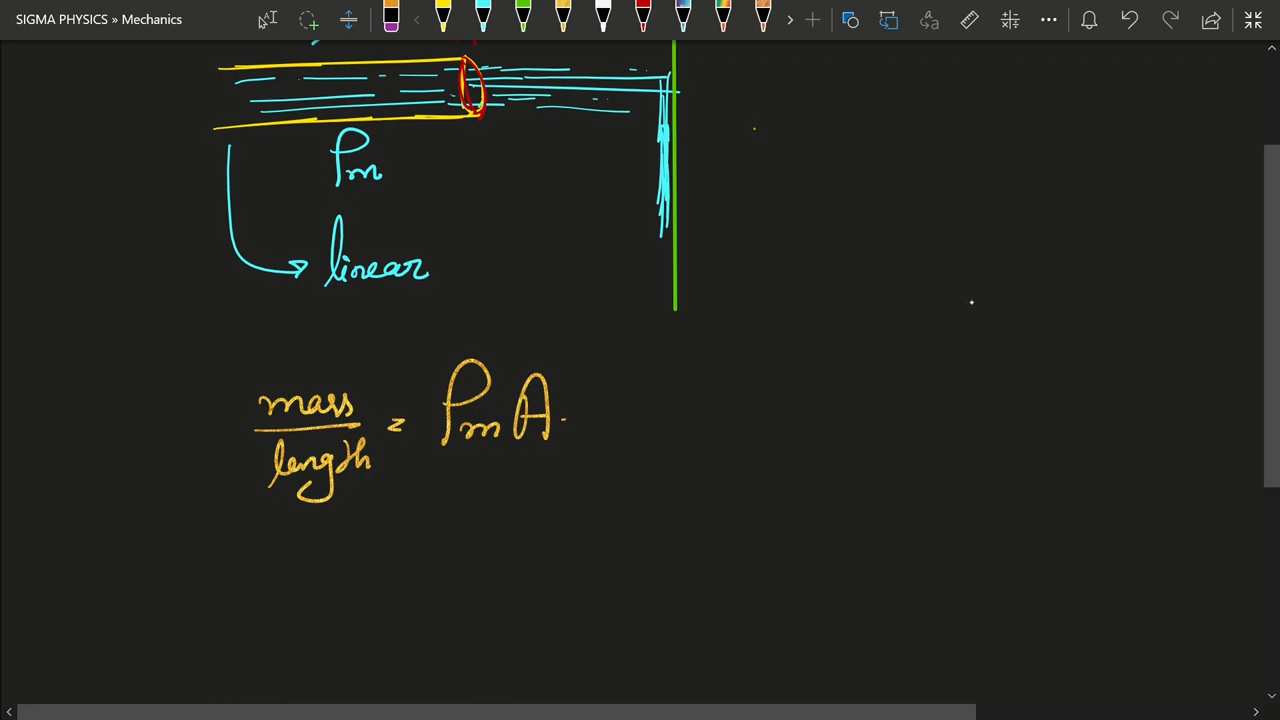 SIGMA PHYSICS » Mechanics
ρm
linear
mass
length = ρm A